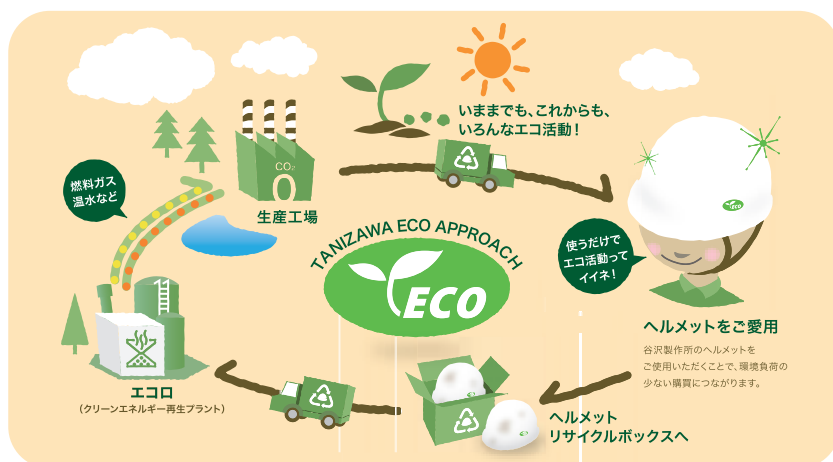 いままでも、これからも、
いろんなエコ活動！
燃料ガス
温水など
CO₂
0
生産工場
TANIZAWA ECO APPROACH
ECO
ECO
使うだけで
エコ活動って
イイネ！
ヘルメットをご愛用
谷沢製作所のヘルメットを
ご使用いただくことで、環境負荷の
少ない購買につながります。
エコロ
（クリーンエネルギー再生プラント）
ヘルメット
リサイクルボックスへ